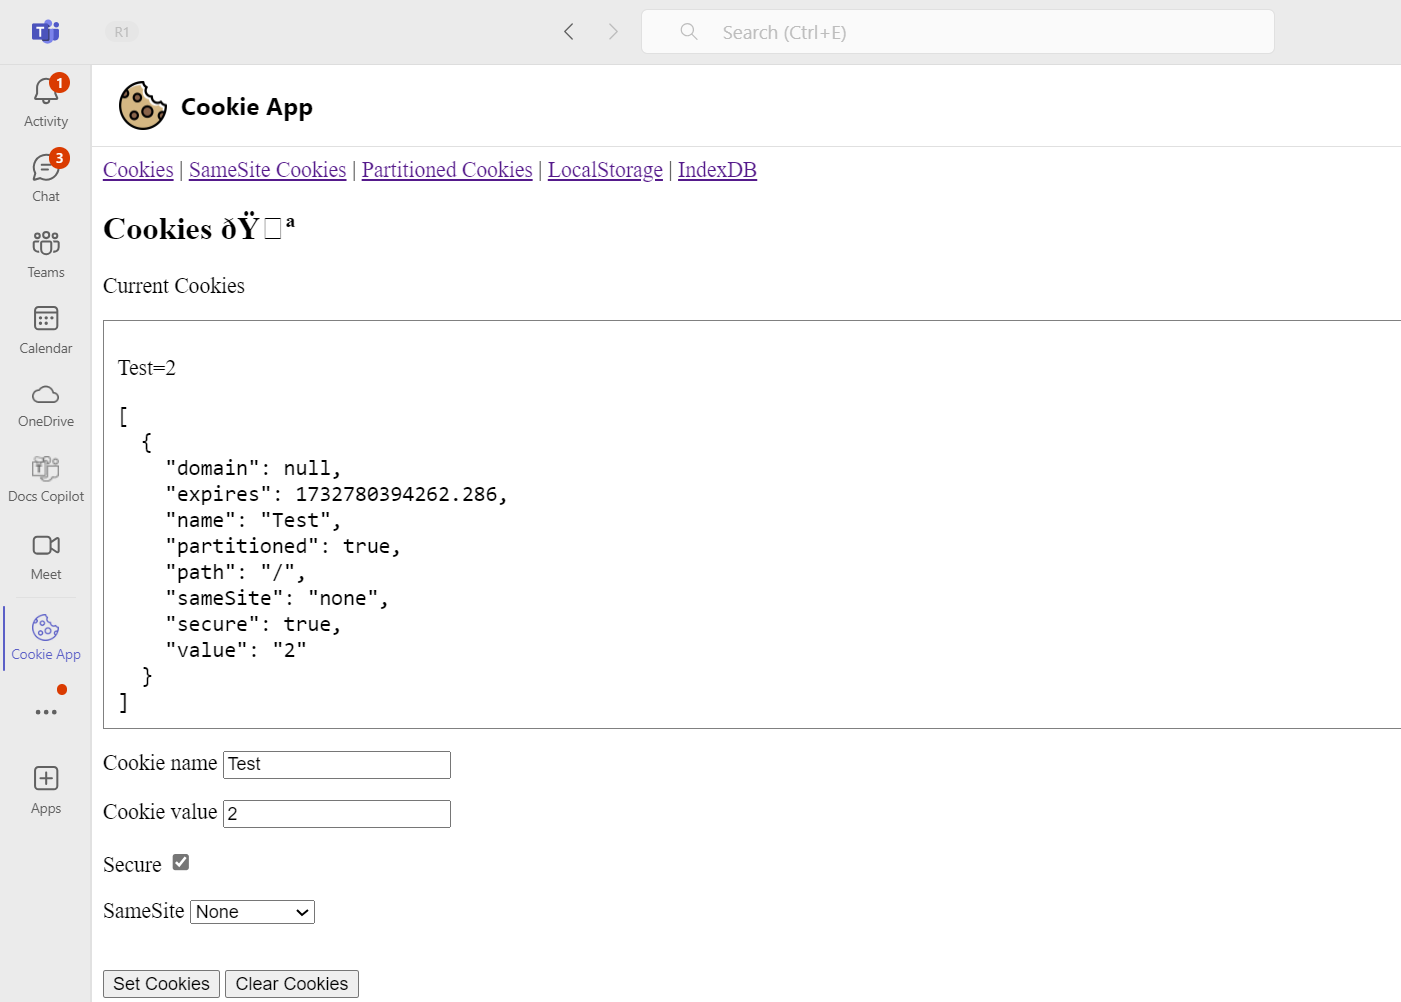 R1
Search (Ctrl+E)
1
Activity
3
Chat
Teams
Calendar
OneDrive
Docs Copilot
Meet
Cookie App
Apps
Cookie App
Cookies | SameSite Cookies | Partitioned Cookies | LocalStorage | IndexDB
Cookies ðŸ□ª
Current Cookies
Test=2
[
  {
    "domain": null,
    "expires": 1732780394262.286,
    "name": "Test",
    "partitioned": true,
    "path": "/",
    "sameSite": "none",
    "secure": true,
    "value": "2"
  }
]
Cookie name Test
Cookie value 2
Secure
SameSite None
Set Cookies Clear Cookies